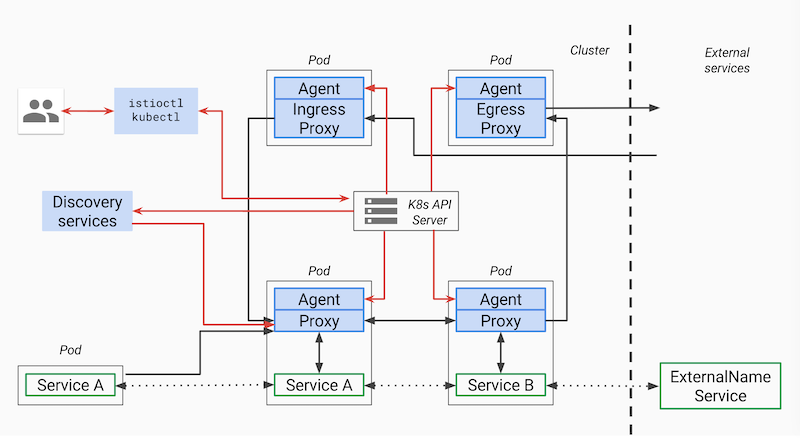 Cluster
External
services
Pod
Agent
Ingress
Proxy
Pod
Agent
Egress
Proxy
istioctl
kubectl
Discovery
services
K8s API
Server
Pod
Agent
Proxy
Pod
Agent
Proxy
Pod
Service A
Service A
Service B
ExternalName
Service